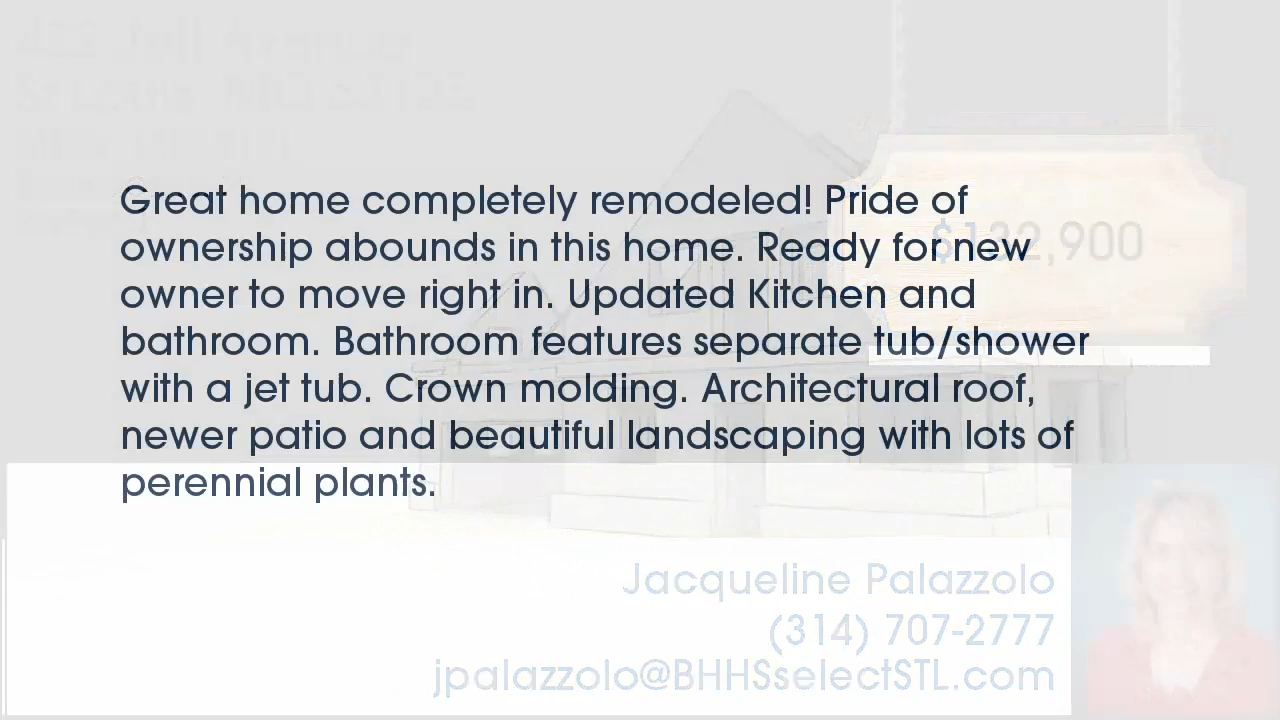 Great home completely remodeled! Pride of
ownership abounds in this home. Ready for new
owner to move right in. Updated Kitchen and
bathroom. Bathroom features separate tub/shower
with a jet tub. Crown molding. Architectural roof,
newer patio and beautiful landscaping with lots of
perennial plants.
$132,900
Jacqueline Palazzolo
(314) 707-2777
jpalazzolo@BHHSselectSTL.com